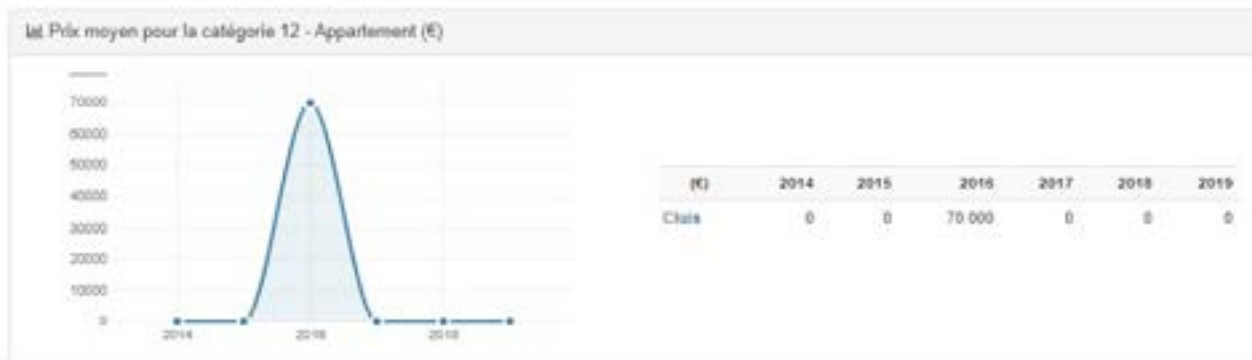 Prix moyen pour la catégorie 12 - Appartement (€)
70000
60000
50000
40000
30000
20000
10000
0
2014 2016 2018
(€) 2014 2015 2016 2017 2018 2019
Cluis 0 0 70 000 0 0 0